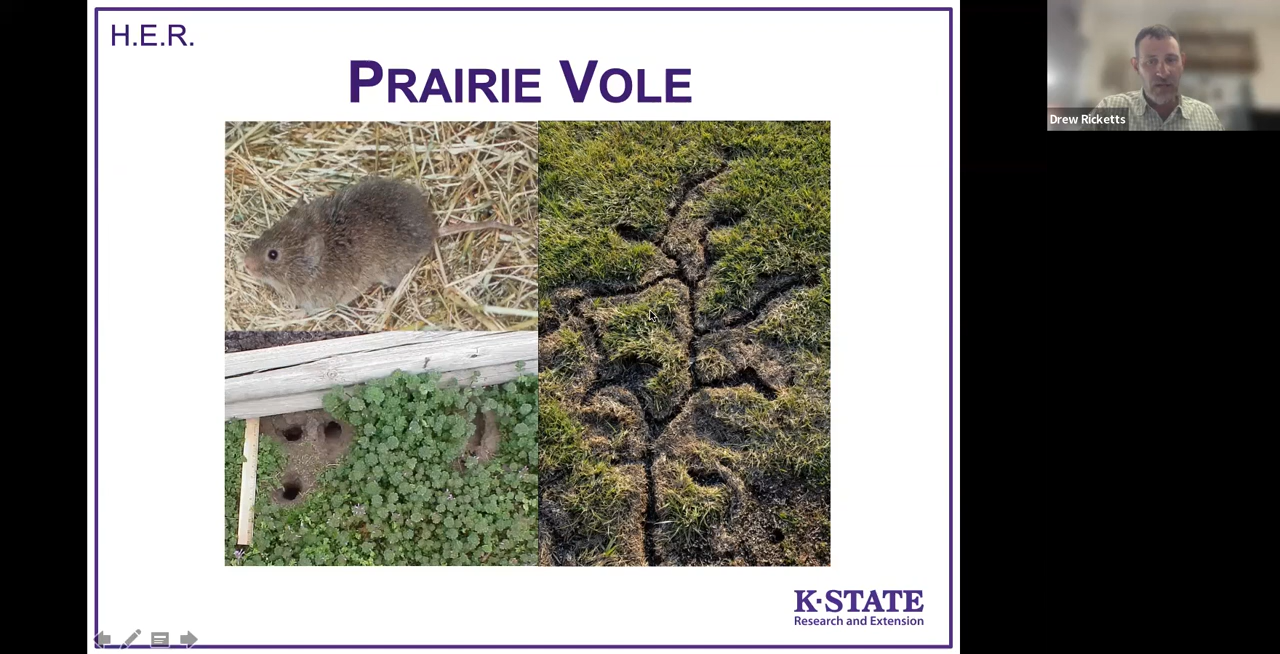 H.E.R.
PRAIRIE VOLE
Drew Ricketts
K·STATE
Research and Extension